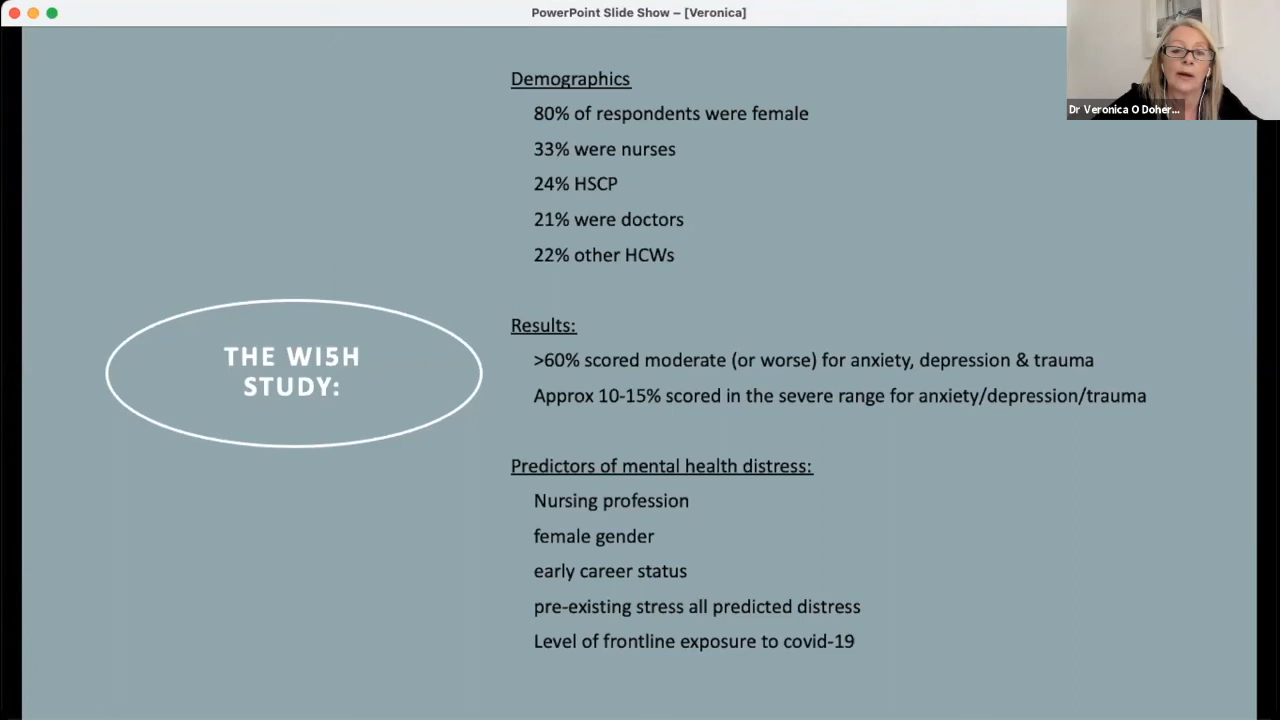 PowerPoint Slide Show – [Veronica]
Dr Veronica O Doher...
Demographics
80% of respondents were female
33% were nurses
24% HSCP
21% were doctors
22% other HCWs
THE WI5H
STUDY:
Results:
>60% scored moderate (or worse) for anxiety, depression & trauma
Approx 10-15% scored in the severe range for anxiety/depression/trauma
Predictors of mental health distress:
Nursing profession
female gender
early career status
pre-existing stress all predicted distress
Level of frontline exposure to covid-19